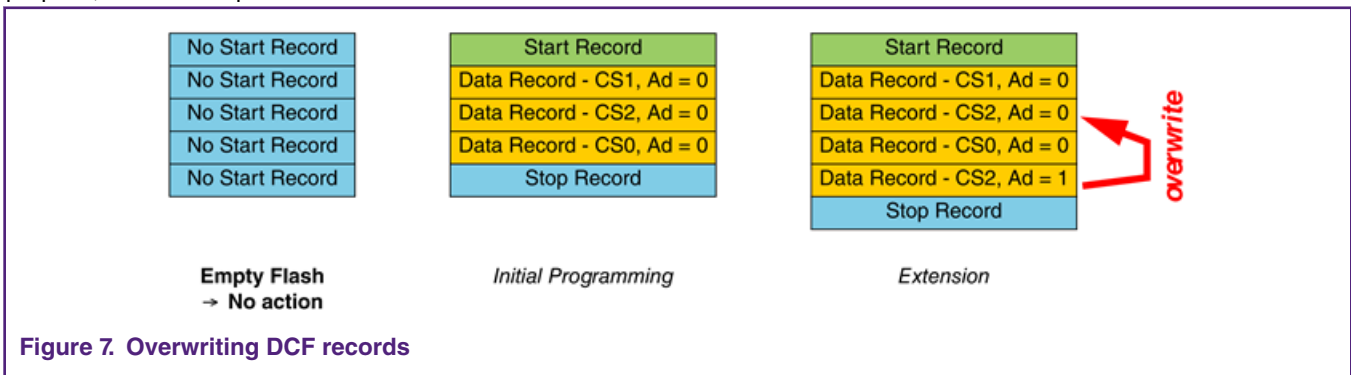 No Start Record
No Start Record
No Start Record
No Start Record
No Start Record
Empty Flash
→ No action
Start Record
Data Record - CS1, Ad = 0
Data Record - CS2, Ad = 0
Data Record - CS0, Ad = 0
Stop Record
Initial Programming
Start Record
Data Record - CS1, Ad = 0
Data Record - CS2, Ad = 0
Data Record - CS0, Ad = 0
Data Record - CS2, Ad = 1
Stop Record
overwrite
Extension
Figure 7. Overwriting DCF records